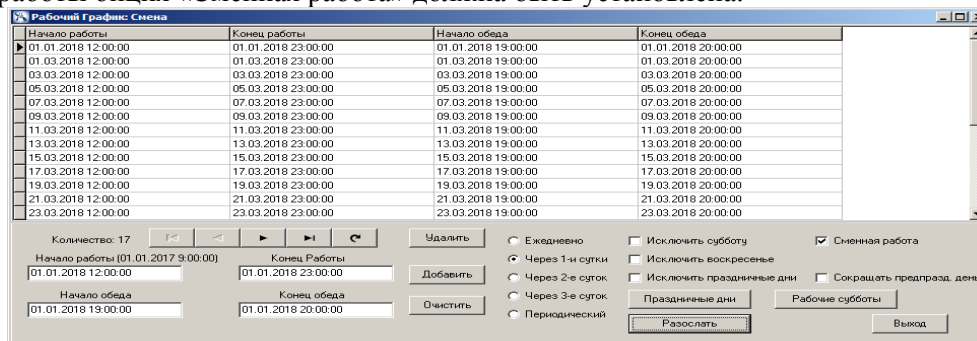 работы опция «Сменная работа» должна быть установлена.
Рабочий График: Смена
Начало работы Конец работы Начало обеда Конец обеда
01.01.2018 12:00:00 01.01.2018 23:00:00 01.01.2018 19:00:00 01.01.2018 20:00:00
01.03.2018 12:00:00 01.03.2018 23:00:00 01.03.2018 19:00:00 01.03.2018 20:00:00
03.03.2018 12:00:00 03.03.2018 23:00:00 03.03.2018 19:00:00 03.03.2018 20:00:00
05.03.2018 12:00:00 05.03.2018 23:00:00 05.03.2018 19:00:00 05.03.2018 20:00:00
07.03.2018 12:00:00 07.03.2018 23:00:00 07.03.2018 19:00:00 07.03.2018 20:00:00
09.03.2018 12:00:00 09.03.2018 23:00:00 09.03.2018 19:00:00 09.03.2018 20:00:00
11.03.2018 12:00:00 11.03.2018 23:00:00 11.03.2018 19:00:00 11.03.2018 20:00:00
13.03.2018 12:00:00 13.03.2018 23:00:00 13.03.2018 19:00:00 13.03.2018 20:00:00
15.03.2018 12:00:00 15.03.2018 23:00:00 15.03.2018 19:00:00 15.03.2018 20:00:00
17.03.2018 12:00:00 17.03.2018 23:00:00 17.03.2018 19:00:00 17.03.2018 20:00:00
19.03.2018 12:00:00 19.03.2018 23:00:00 19.03.2018 19:00:00 19.03.2018 20:00:00
21.03.2018 12:00:00 21.03.2018 23:00:00 21.03.2018 19:00:00 21.03.2018 20:00:00
23.03.2018 12:00:00 23.03.2018 23:00:00 23.03.2018 19:00:00 23.03.2018 20:00:00
Количество: 17 Удалить Ежедневно Исключить субботу Сменная работа
Начало работы (01.01.2017 9:00:00) Конец Работы Через 1-и сутки Исключить воскресенье
01.01.2018 12:00:00 01.01.2018 23:00:00 Добавить Через 2-е суток Исключить праздничные дни Сокращать предпразд. день
Начало обеда Конец обеда Очистить Через 3-е суток Праздничные дни Рабочие субботы
01.01.2018 19:00:00 01.01.2018 20:00:00 Периодический Разослать Выход